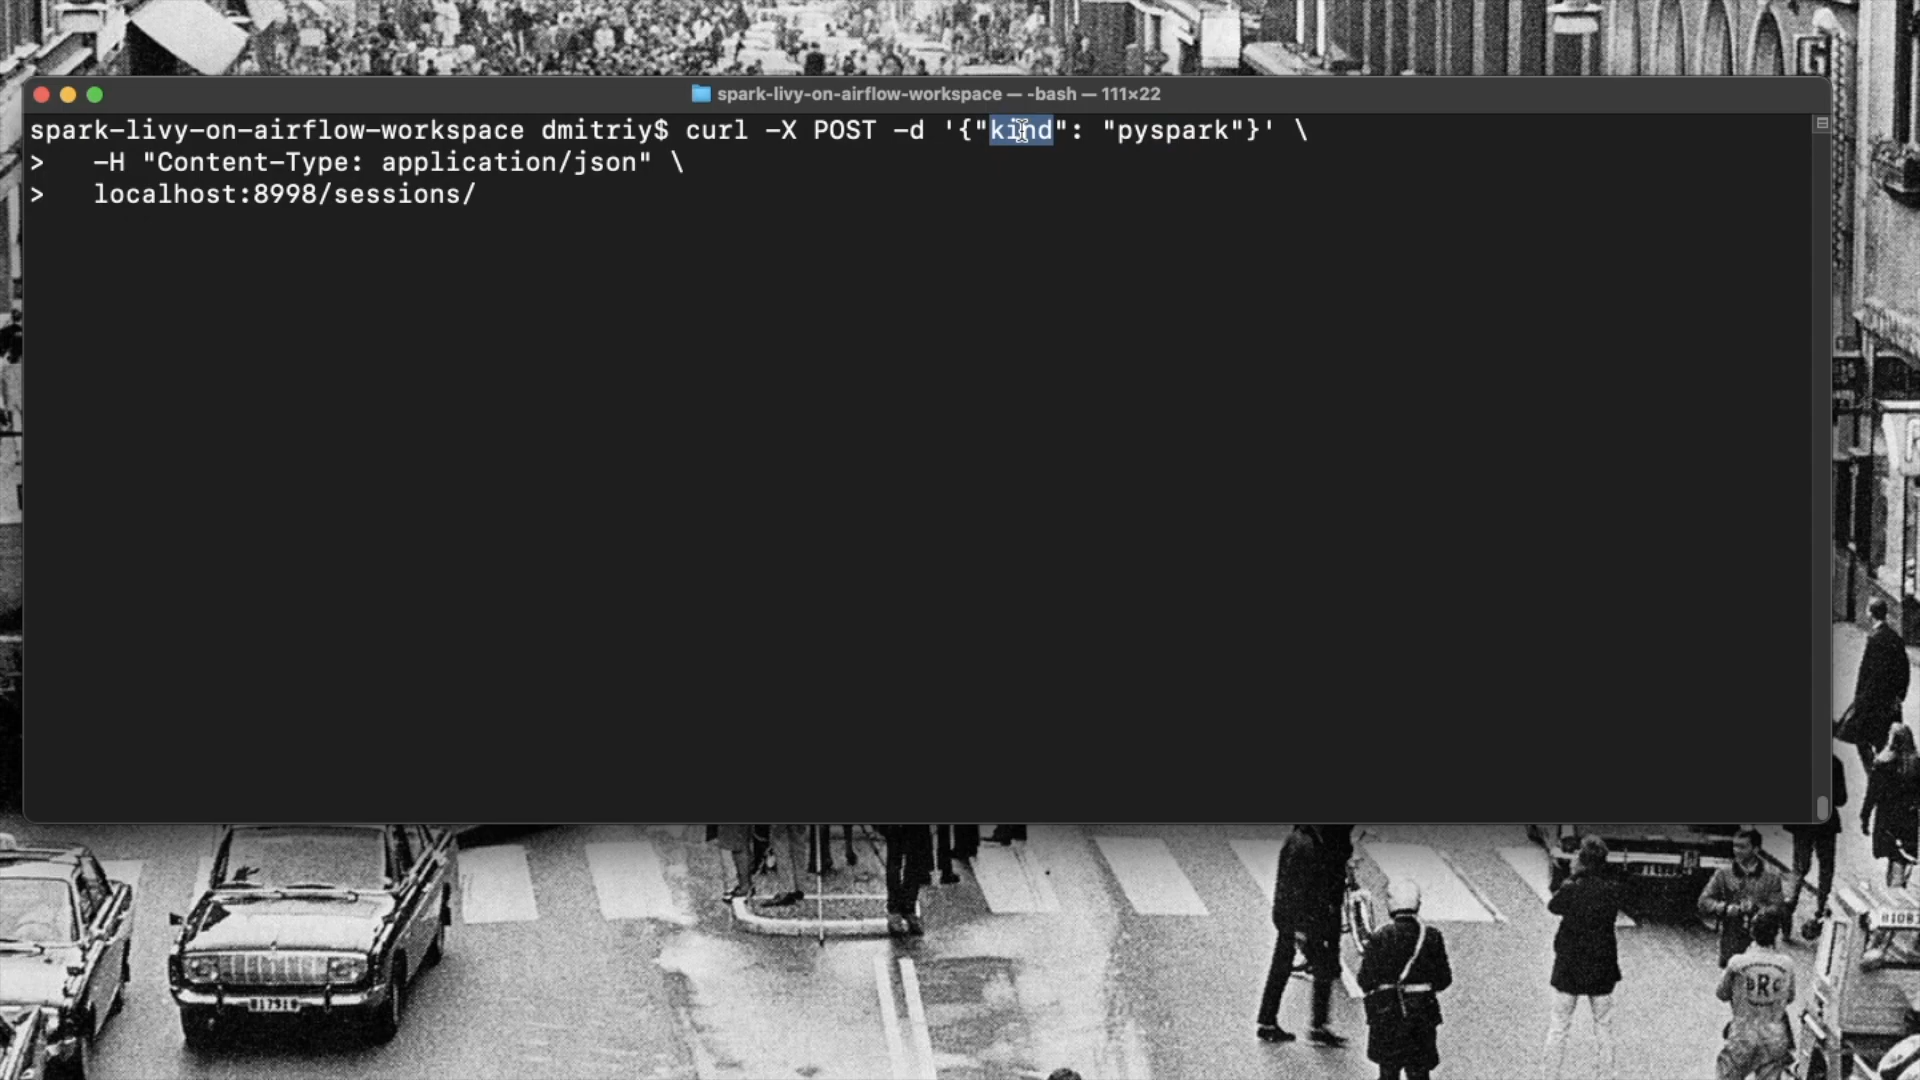 spark-livy-on-airflow-workspace — -bash — 111×22
spark-livy-on-airflow-workspace dmitriy$ curl -X POST -d '{"kind": "pyspark"}' \
>   -H "Content-Type: application/json" \
>   localhost:8998/sessions/